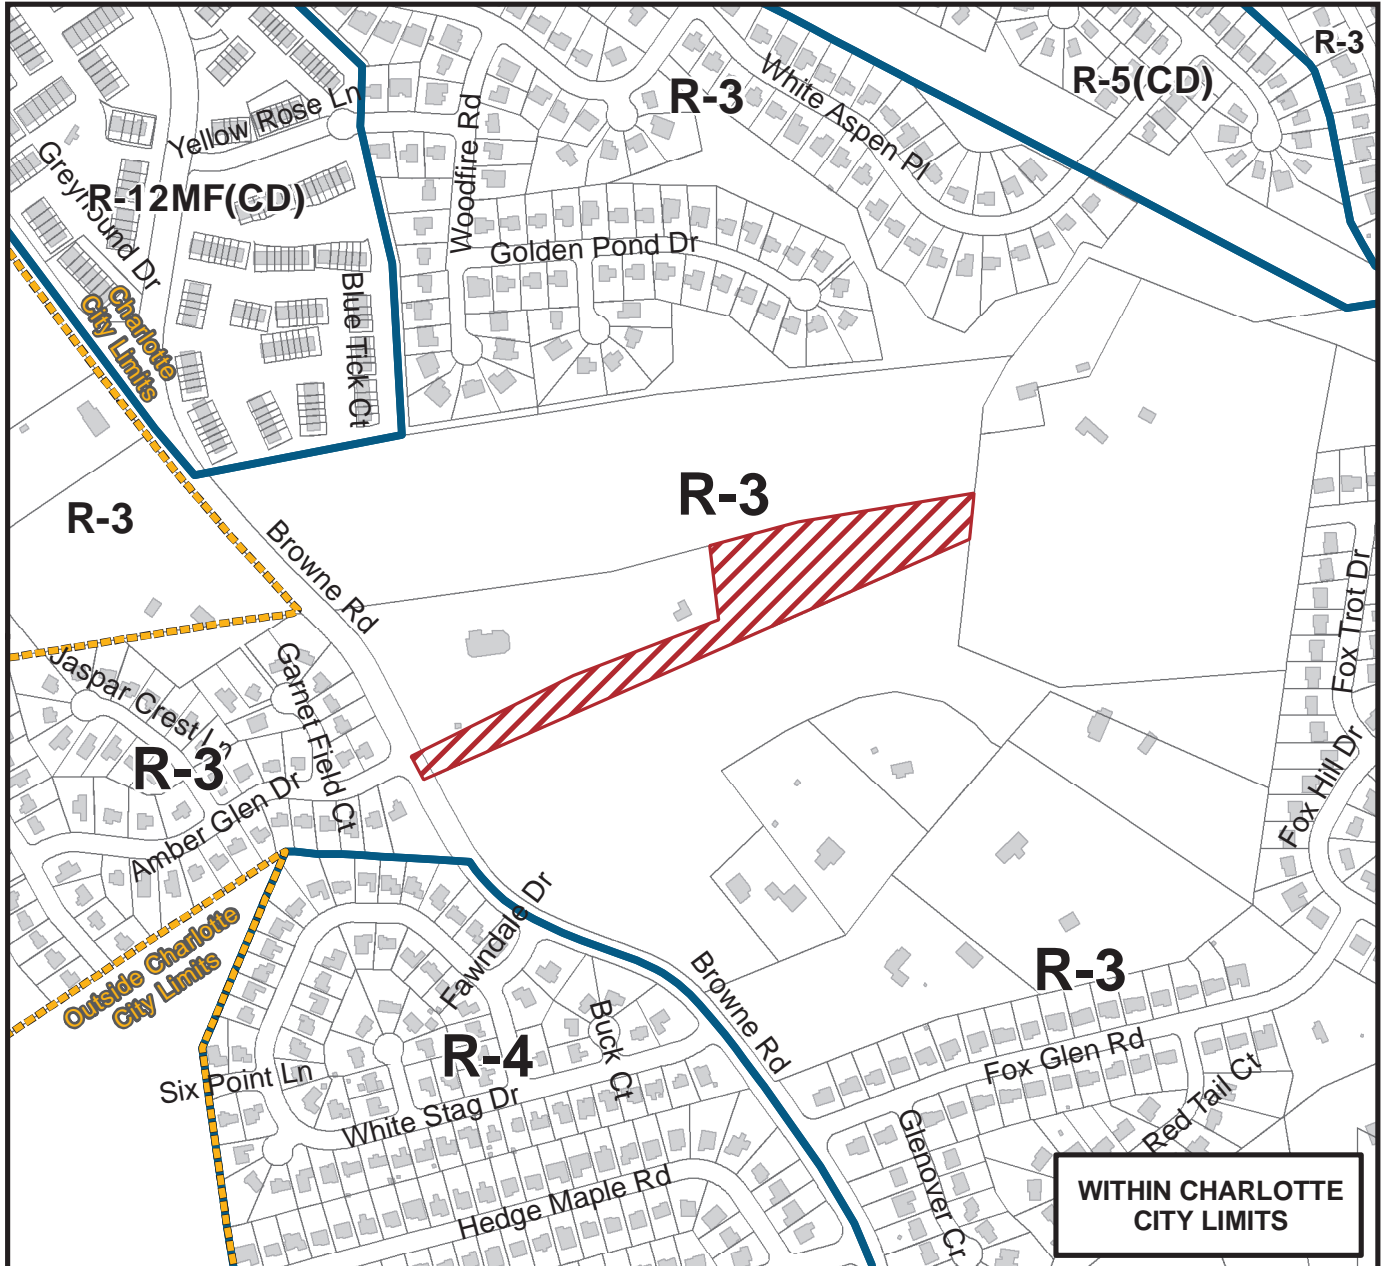 R-3
R-5(CD)
R-3
White Aspen Pl
Yellow Rose Ln
Woodfire Rd
Greyhound Dr
R-12MF(CD)
Golden Pond Dr
Blue Tick Ct
Charlotte
City Limits
R-3
R-3
Browne Rd
Fox Trot Dr
Jaspar Crest Ln
Garnet Field Ct
R-3
Fox Hill Dr
Amber Glen Dr
Outside Charlotte
City Limits
Fawndale Dr
R-3
Browne Rd
Buck Ct
R-4
Six Point Ln
Fox Glen Rd
White Stag Dr
Red Tail Ct
Glenover Cr
Hedge Maple Rd
WITHIN CHARLOTTE
CITY LIMITS